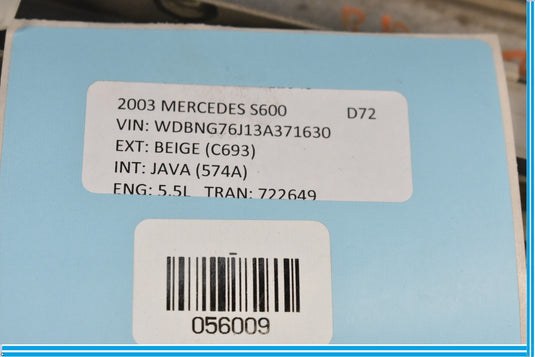 2003 MERCEDES S600 D72
VIN: WDBNG76J13A371630
EXT: BEIGE (C693)
INT: JAVA (574A)
ENG: 5.5L TRAN: 722649
056009